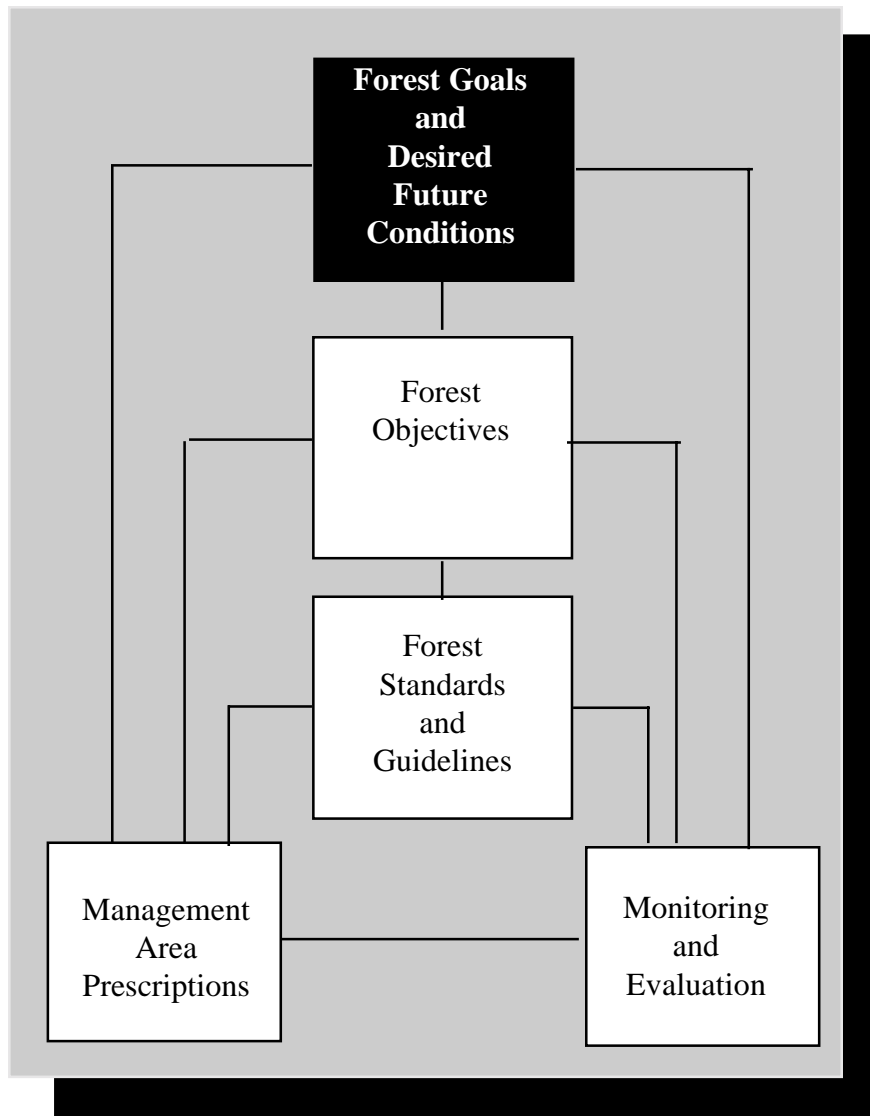 Forest Goals
and
Desired
Future
Conditions
Forest
Objectives
Forest
Standards
and
Guidelines
Management
Area
Prescriptions
Monitoring
and
Evaluation